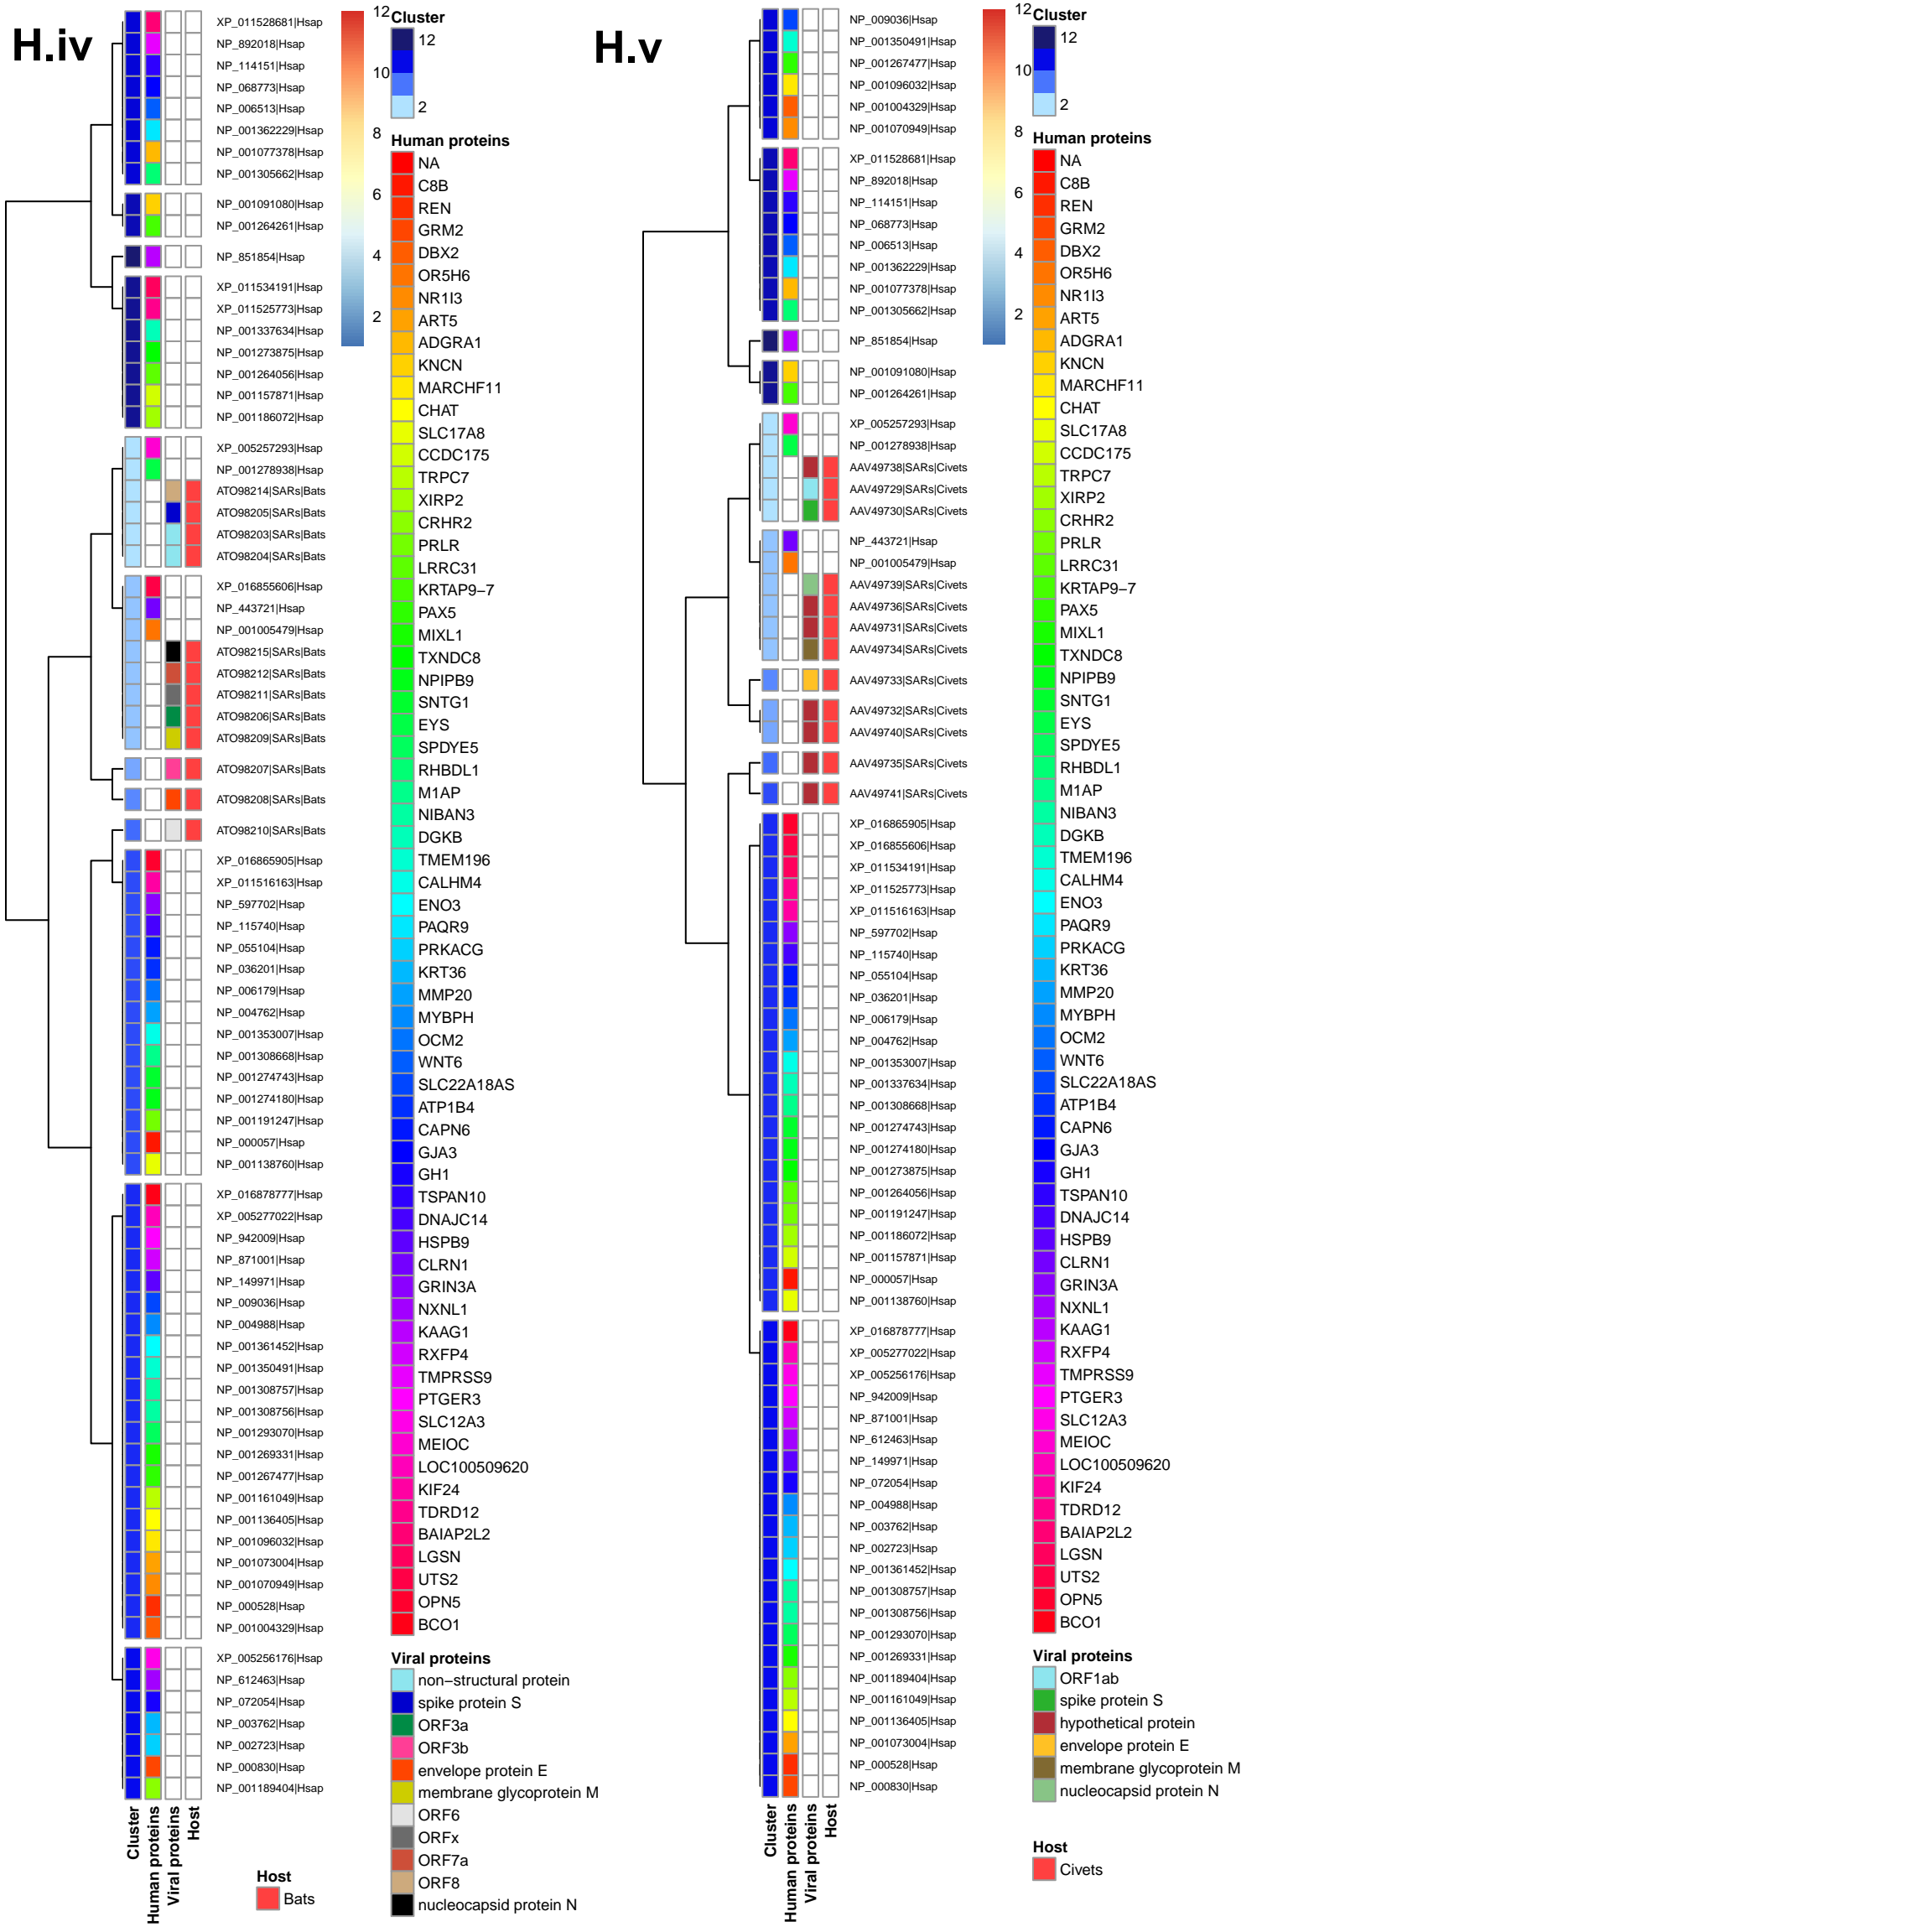 H.iv
XP_011528681|Hsap
NP_892018|Hsap
NP_114151|Hsap
NP_068773|Hsap
NP_006513|Hsap
NP_001362229|Hsap
NP_001077378|Hsap
NP_001305662|Hsap
NP_001091080|Hsap
NP_001264261|Hsap
NP_851854|Hsap
XP_011534191|Hsap
XP_011525773|Hsap
NP_001337634|Hsap
NP_001273875|Hsap
NP_001264056|Hsap
NP_001157871|Hsap
NP_001186072|Hsap
XP_005257293|Hsap
NP_001278938|Hsap
ATO98214|SARs|Bats
ATO98205|SARs|Bats
ATO98203|SARs|Bats
ATO98204|SARs|Bats
XP_016855606|Hsap
NP_443721|Hsap
NP_001005479|Hsap
ATO98215|SARs|Bats
ATO98212|SARs|Bats
ATO98211|SARs|Bats
ATO98206|SARs|Bats
ATO98209|SARs|Bats
ATO98207|SARs|Bats
ATO98208|SARs|Bats
ATO98210|SARs|Bats
XP_016865905|Hsap
XP_011516163|Hsap
NP_597702|Hsap
NP_115740|Hsap
NP_055104|Hsap
NP_036201|Hsap
NP_006179|Hsap
NP_004762|Hsap
NP_001353007|Hsap
NP_001308668|Hsap
NP_001274743|Hsap
NP_001274180|Hsap
NP_001191247|Hsap
NP_000057|Hsap
NP_001138760|Hsap
XP_016878777|Hsap
XP_005277022|Hsap
NP_942009|Hsap
NP_871001|Hsap
NP_149971|Hsap
NP_009036|Hsap
NP_004988|Hsap
NP_001361452|Hsap
NP_001350491|Hsap
NP_001308757|Hsap
NP_001308756|Hsap
NP_001293070|Hsap
NP_001269331|Hsap
NP_001267477|Hsap
NP_001161049|Hsap
NP_001136405|Hsap
NP_001096032|Hsap
NP_001073004|Hsap
NP_001070949|Hsap
NP_000528|Hsap
NP_001004329|Hsap
XP_005256176|Hsap
NP_612463|Hsap
NP_072054|Hsap
NP_003762|Hsap
NP_002723|Hsap
NP_000830|Hsap
NP_001189404|Hsap
Cluster
Human proteins
Viral proteins
Host
12
10
8
6
4
2
Cluster
12
2
Human proteins
NA
C8B
REN
GRM2
DBX2
OR5H6
NR1I3
ART5
ADGRA1
KNCN
MARCHF11
CHAT
SLC17A8
CCDC175
TRPC7
XIRP2
CRHR2
PRLR
LRRC31
KRTAP9−7
PAX5
MIXL1
TXNDC8
NPIPB9
SNTG1
EYS
SPDYE5
RHBDL1
M1AP
NIBAN3
DGKB
TMEM196
CALHM4
ENO3
PAQR9
PRKACG
KRT36
MMP20
MYBPH
OCM2
WNT6
SLC22A18AS
ATP1B4
CAPN6
GJA3
GH1
TSPAN10
DNAJC14
HSPB9
CLRN1
GRIN3A
NXNL1
KAAG1
RXFP4
TMPRSS9
PTGER3
SLC12A3
MEIOC
LOC100509620
KIF24
TDRD12
BAIAP2L2
LGSN
UTS2
OPN5
BCO1
Viral proteins
non−structural protein
spike protein S
ORF3a
ORF3b
envelope protein E
membrane glycoprotein M
ORF6
ORFx
ORF7a
ORF8
nucleocapsid protein N
Host
Bats
H.v
NP_009036|Hsap
NP_001350491|Hsap
NP_001267477|Hsap
NP_001096032|Hsap
NP_001004329|Hsap
NP_001070949|Hsap
XP_011528681|Hsap
NP_892018|Hsap
NP_114151|Hsap
NP_068773|Hsap
NP_006513|Hsap
NP_001362229|Hsap
NP_001077378|Hsap
NP_001305662|Hsap
NP_851854|Hsap
NP_001091080|Hsap
NP_001264261|Hsap
XP_005257293|Hsap
NP_001278938|Hsap
AAV49738|SARs|Civets
AAV49729|SARs|Civets
AAV49730|SARs|Civets
NP_443721|Hsap
NP_001005479|Hsap
AAV49739|SARs|Civets
AAV49736|SARs|Civets
AAV49731|SARs|Civets
AAV49734|SARs|Civets
AAV49733|SARs|Civets
AAV49732|SARs|Civets
AAV49740|SARs|Civets
AAV49735|SARs|Civets
AAV49741|SARs|Civets
XP_016865905|Hsap
XP_016855606|Hsap
XP_011534191|Hsap
XP_011525773|Hsap
XP_011516163|Hsap
NP_597702|Hsap
NP_115740|Hsap
NP_055104|Hsap
NP_036201|Hsap
NP_006179|Hsap
NP_004762|Hsap
NP_001353007|Hsap
NP_001337634|Hsap
NP_001308668|Hsap
NP_001274743|Hsap
NP_001274180|Hsap
NP_001273875|Hsap
NP_001264056|Hsap
NP_001191247|Hsap
NP_001186072|Hsap
NP_001157871|Hsap
NP_000057|Hsap
NP_001138760|Hsap
XP_016878777|Hsap
XP_005277022|Hsap
XP_005256176|Hsap
NP_942009|Hsap
NP_871001|Hsap
NP_612463|Hsap
NP_149971|Hsap
NP_072054|Hsap
NP_004988|Hsap
NP_003762|Hsap
NP_002723|Hsap
NP_001361452|Hsap
NP_001308757|Hsap
NP_001308756|Hsap
NP_001293070|Hsap
NP_001269331|Hsap
NP_001189404|Hsap
NP_001161049|Hsap
NP_001136405|Hsap
NP_001073004|Hsap
NP_000528|Hsap
NP_000830|Hsap
Cluster
Human proteins
Viral proteins
Host
12
10
8
6
4
2
Cluster
12
2
Human proteins
NA
C8B
REN
GRM2
DBX2
OR5H6
NR1I3
ART5
ADGRA1
KNCN
MARCHF11
CHAT
SLC17A8
CCDC175
TRPC7
XIRP2
CRHR2
PRLR
LRRC31
KRTAP9−7
PAX5
MIXL1
TXNDC8
NPIPB9
SNTG1
EYS
SPDYE5
RHBDL1
M1AP
NIBAN3
DGKB
TMEM196
CALHM4
ENO3
PAQR9
PRKACG
KRT36
MMP20
MYBPH
OCM2
WNT6
SLC22A18AS
ATP1B4
CAPN6
GJA3
GH1
TSPAN10
DNAJC14
HSPB9
CLRN1
GRIN3A
NXNL1
KAAG1
RXFP4
TMPRSS9
PTGER3
SLC12A3
MEIOC
LOC100509620
KIF24
TDRD12
BAIAP2L2
LGSN
UTS2
OPN5
BCO1
Viral proteins
ORF1ab
spike protein S
hypothetical protein
envelope protein E
membrane glycoprotein M
nucleocapsid protein N
Host
Civets